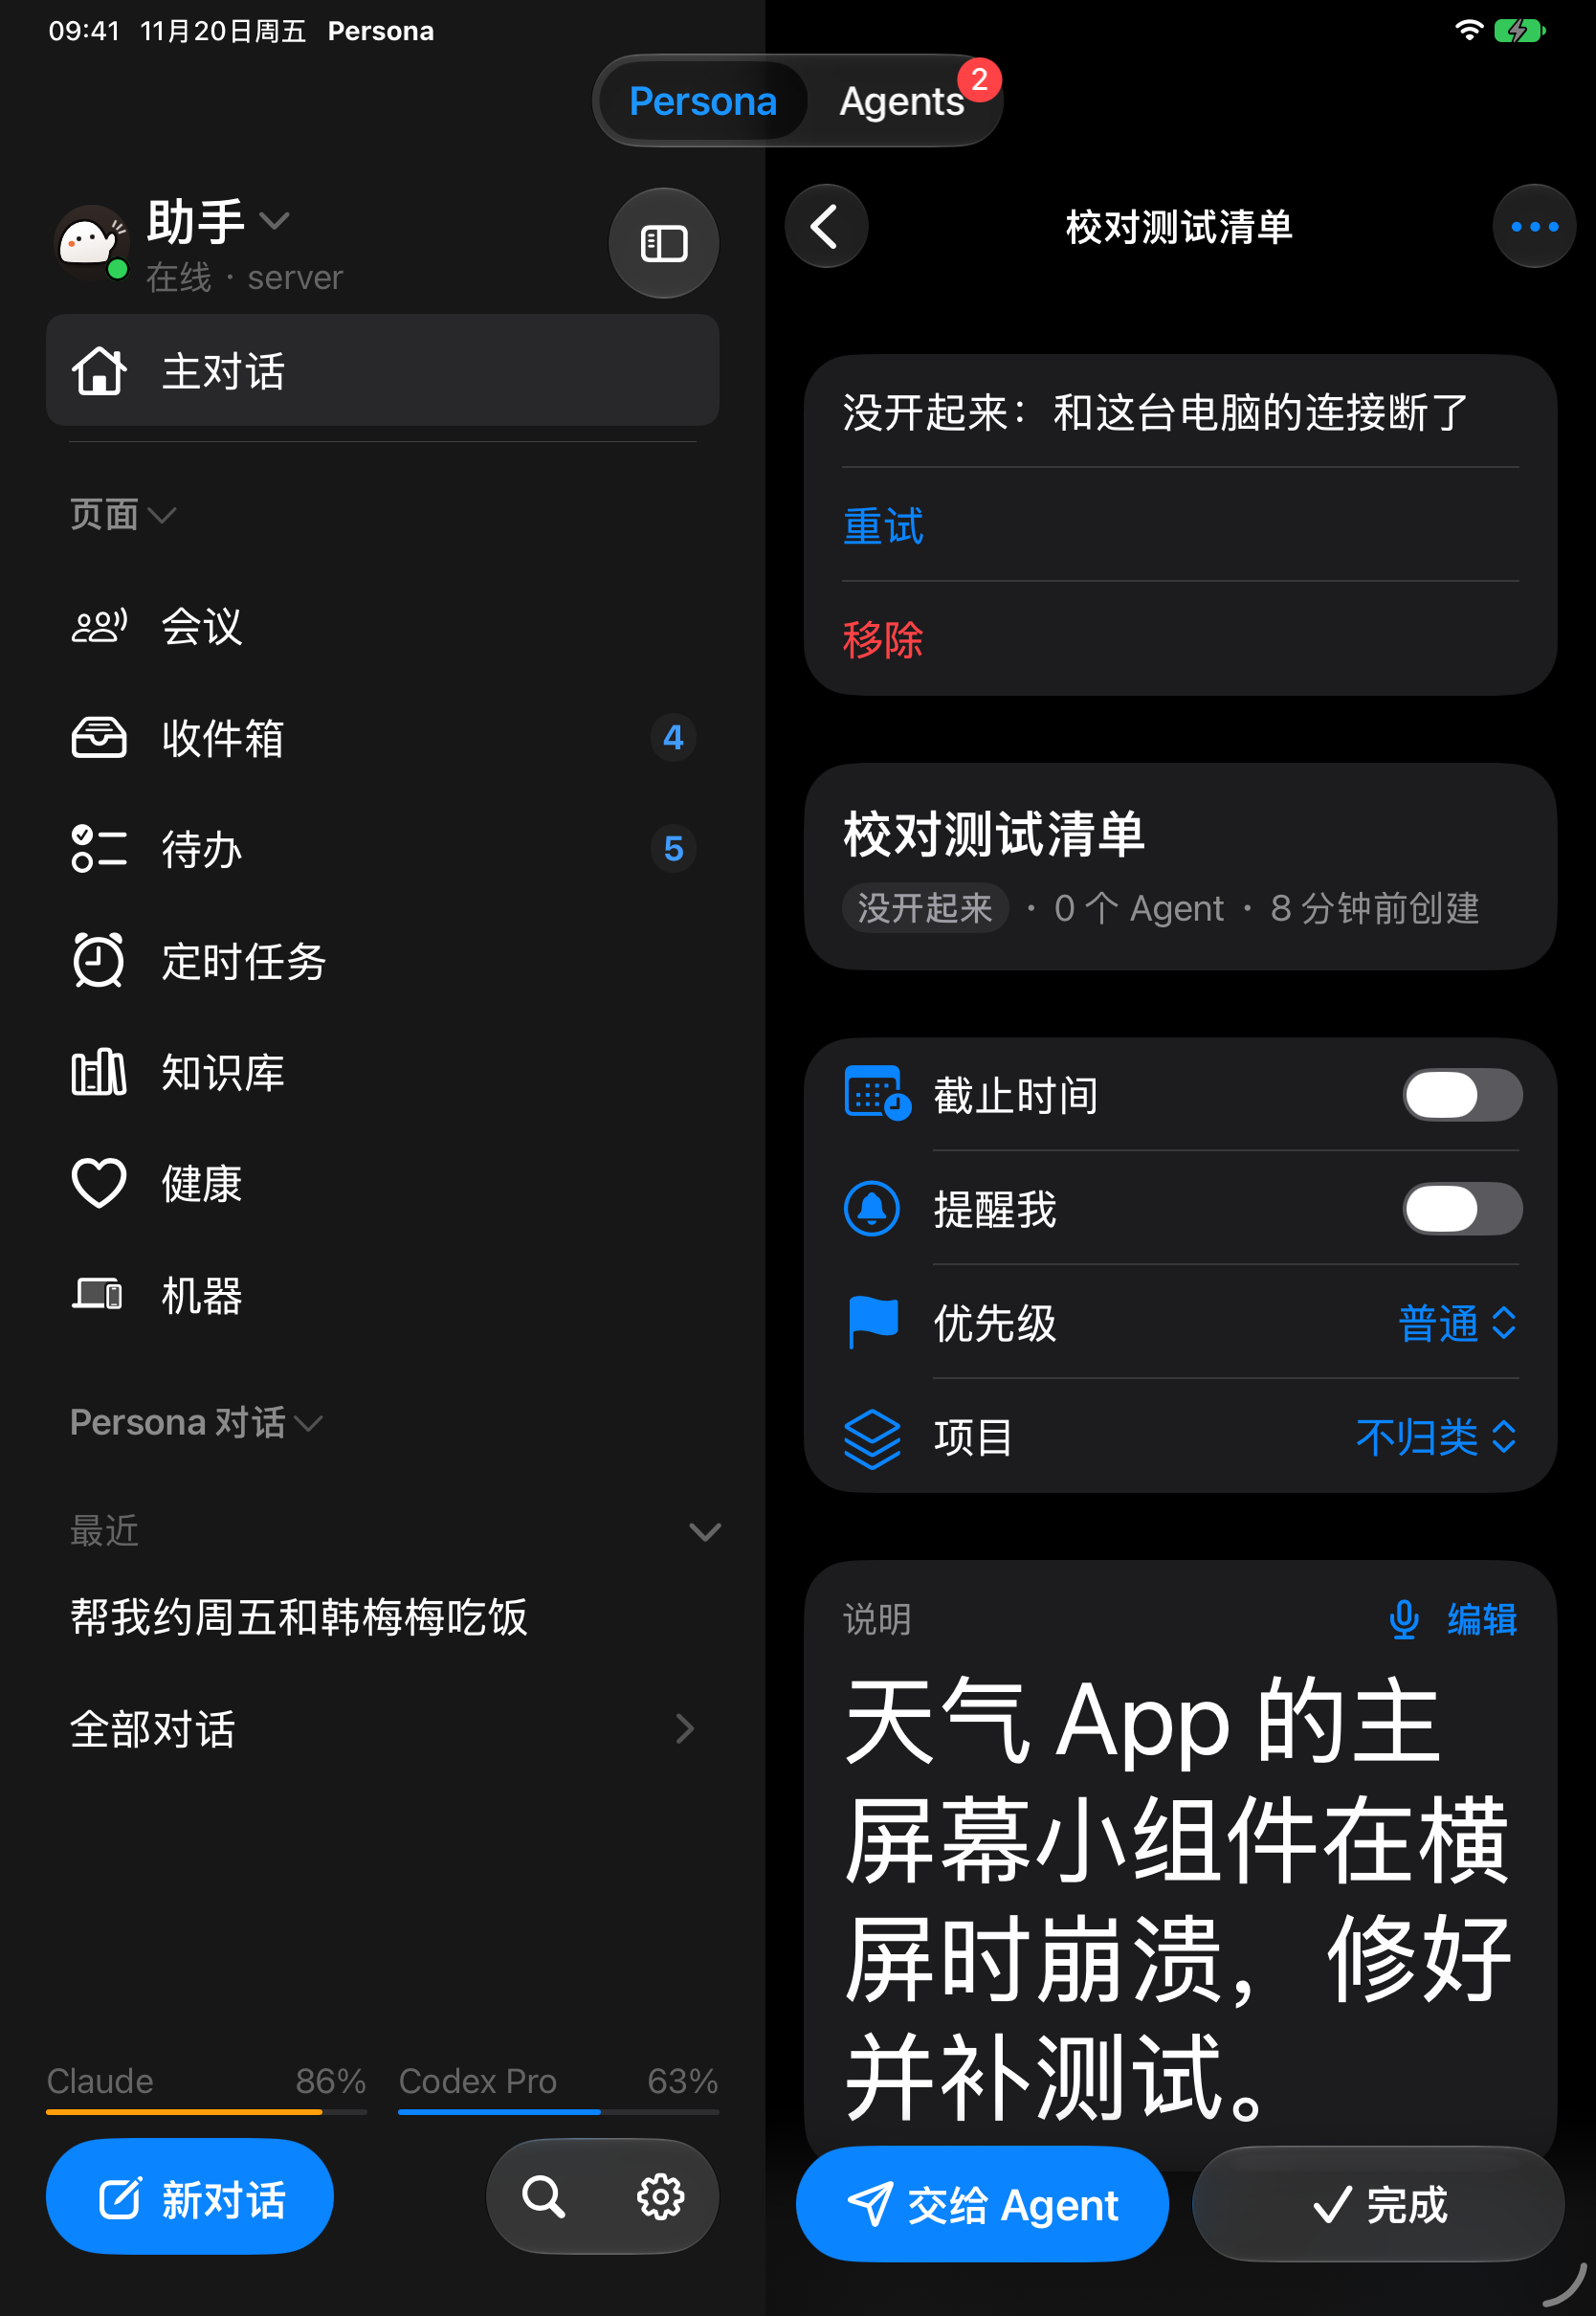 09:41 11月20日周五 Persona
Persona
Agents
2
助手
在线 · server
主对话
页面
会议
收件箱
4
待办
5
定时任务
知识库
健康
机器
Persona 对话
最近
帮我约周五和韩梅梅吃饭
全部对话
Claude 86%
Codex Pro 63%
新对话
校对测试清单
没开起来：和这台电脑的连接断了
重试
移除
校对测试清单
没开起来 · 0 个 Agent · 8 分钟前创建
截止时间
提醒我
优先级 普通
项目 不归类
说明 编辑
天气 App 的主
屏幕小组件在横
屏时崩溃，修好
并补测试。
交给 Agent
完成